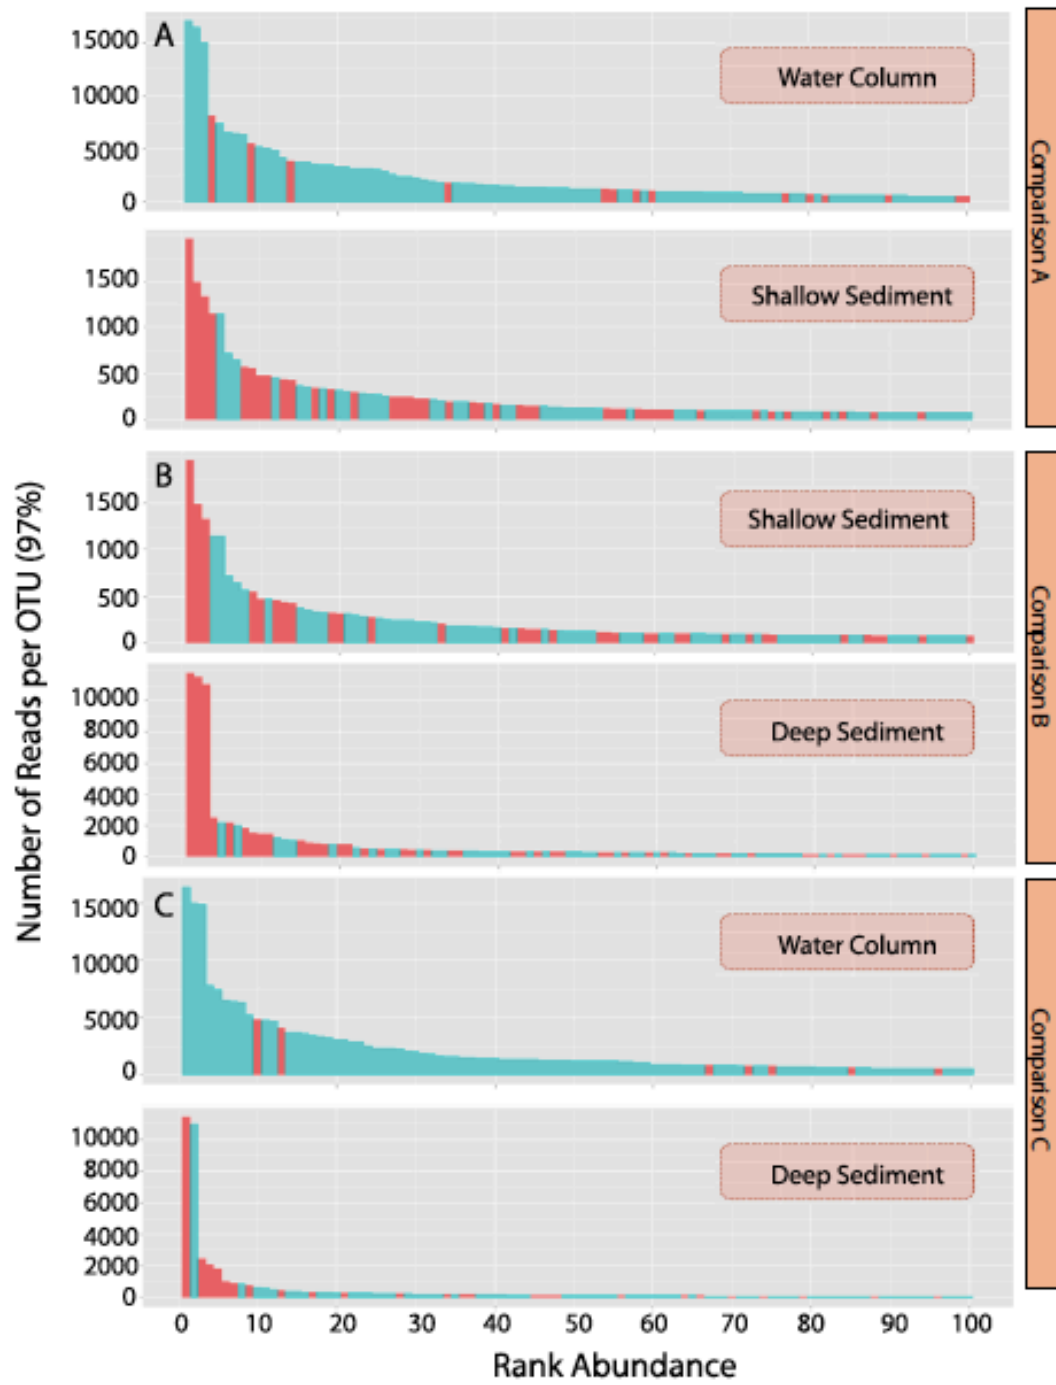 A
15000
10000
5000
0
Water Column
1500
1000
500
0
Shallow Sediment
Comparison A
B
1500
1000
500
0
Shallow Sediment
10000
8000
6000
4000
2000
0
Deep Sediment
Comparison B
C
15000
10000
5000
0
Water Column
10000
8000
6000
4000
2000
0
Deep Sediment
Comparison C
Number of Reads per OTU (97%)
0 10 20 30 40 50 60 70 80 90 100
Rank Abundance